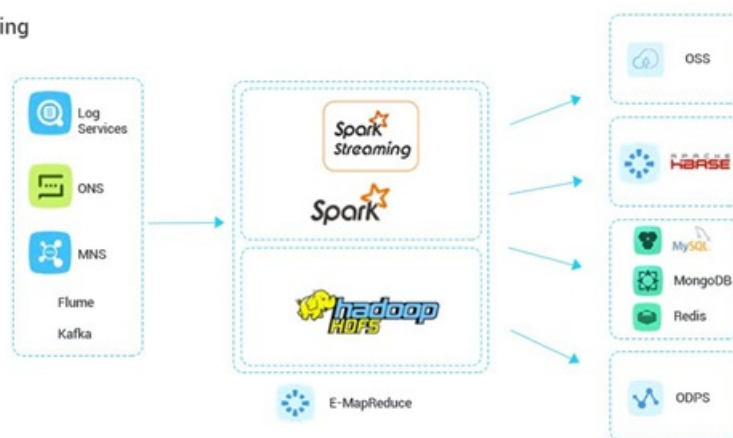 ing
Log
Services
ONS
MNS
Flume
Kafka
Spark
Streaming
Spark
hadoop
HDFS
E-MapReduce
OSS
APACHE
HBASE
MySQL
MongoDB
Redis
ODPS